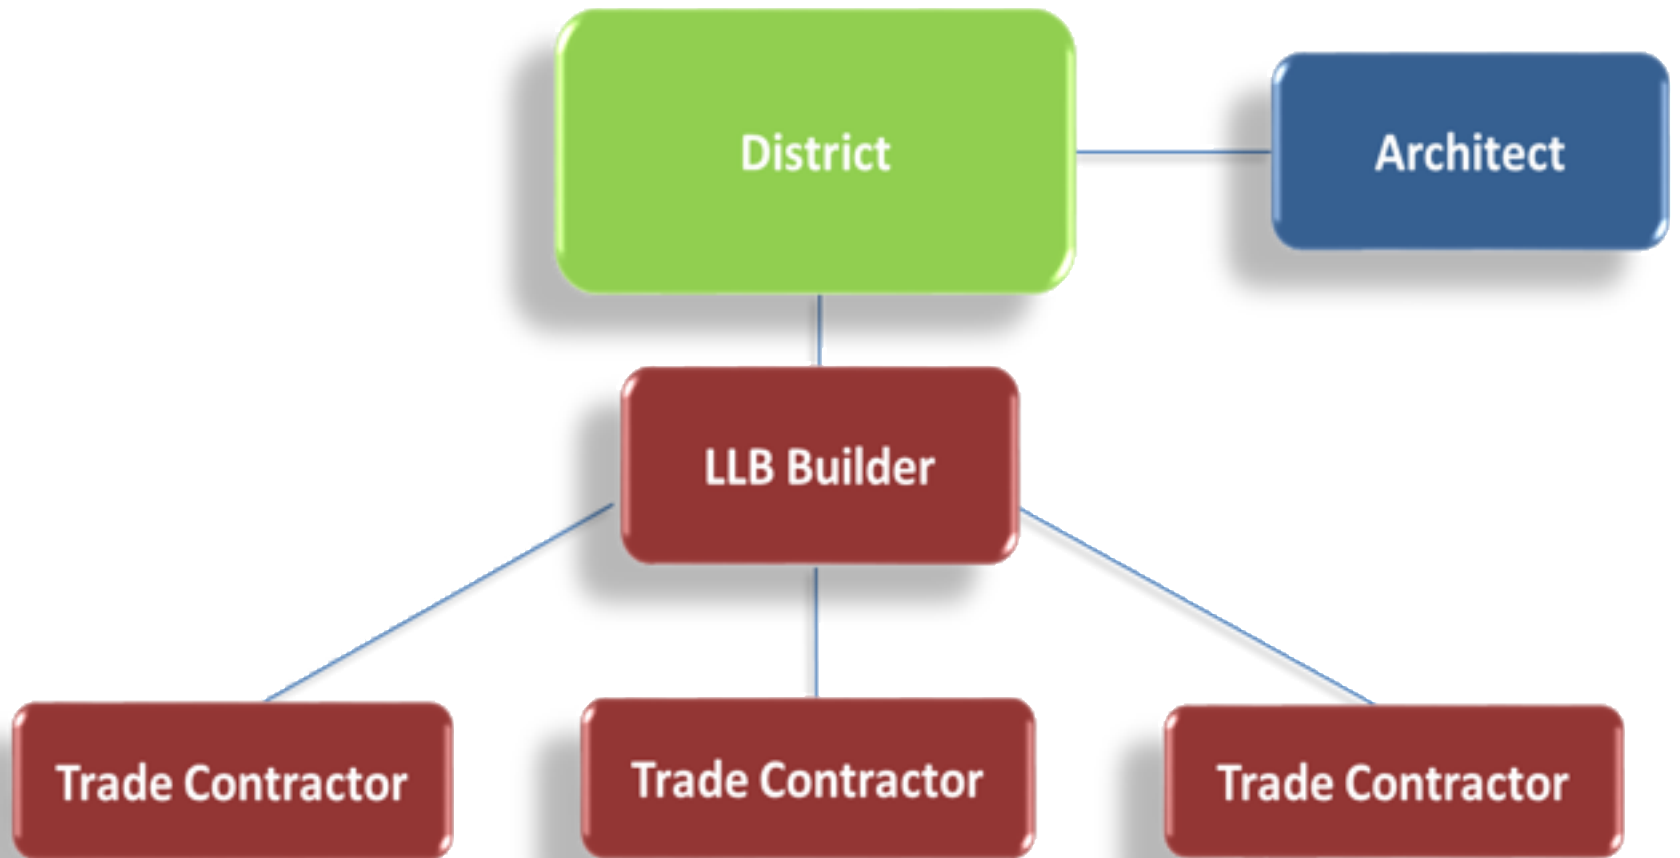 District
Architect
LLB Builder
Trade Contractor
Trade Contractor
Trade Contractor